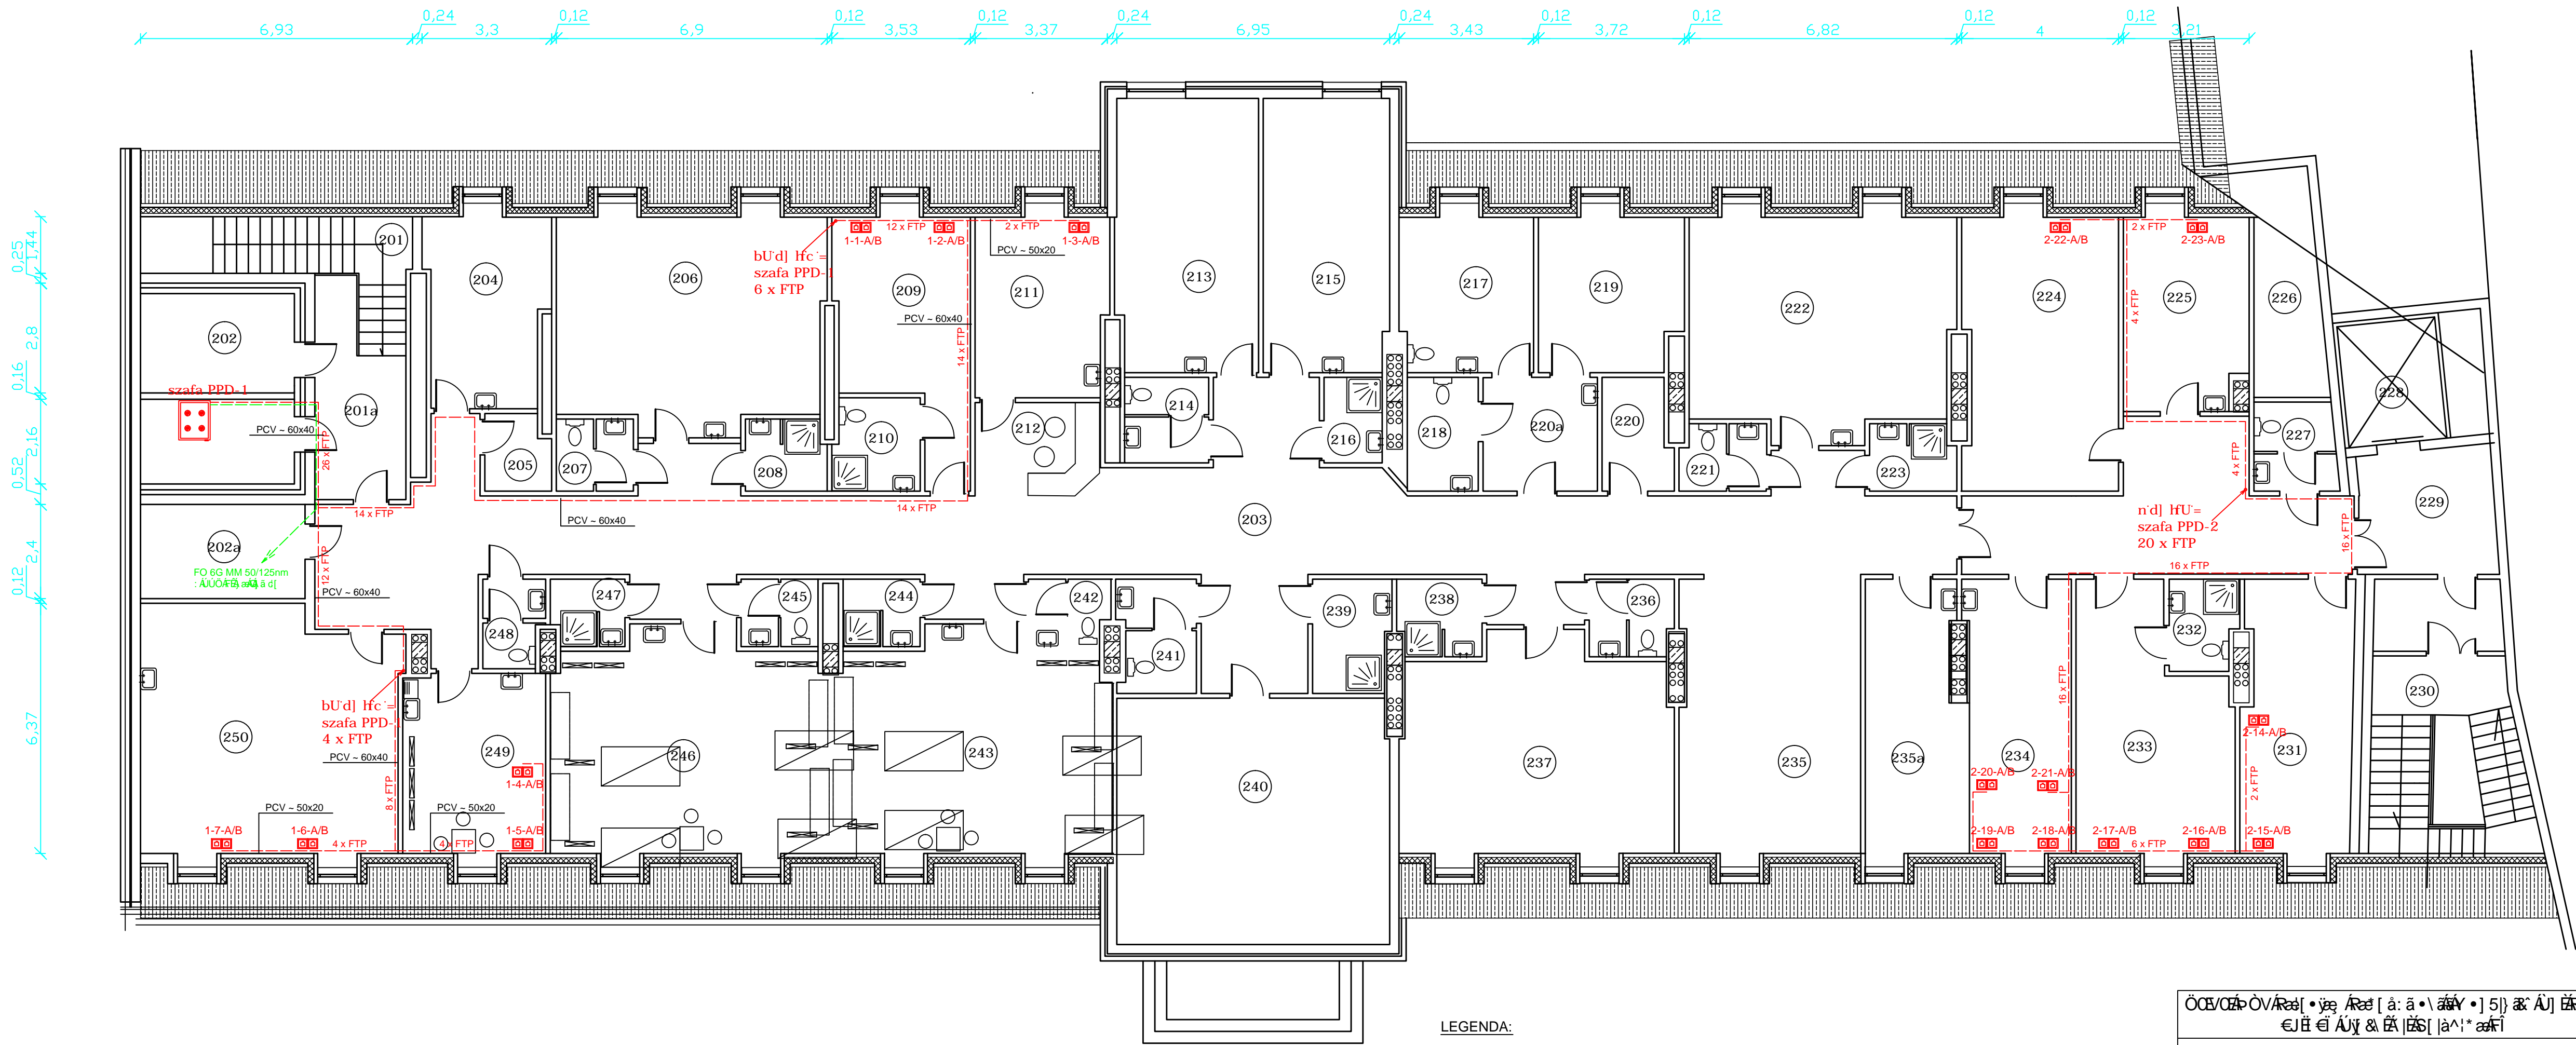 6,93
0,24
3,3
0,12
6,9
0,12
3,53
0,12
3,37
0,24
6,95
0,24
3,43
0,12
3,72
0,12
6,82
0,12
4
0,12
3,21
0,25
1,44
2,8
0,16
2,16
0,52
2,4
0,12
6,37
201
202
201a
202a
203
204
205
206
207
208
209
210
211
212
213
214
215
216
217
218
219
220
220a
221
222
223
224
225
226
227
228
229
230
231
232
233
234
235
235a
236
237
238
239
240
241
242
243
244
245
246
247
248
249
250
szafa PPD-1
PCV ~ 60x40
26 x FTP
14 x FTP
12 x FTP
PCV ~ 60x40
FO 6G MM 50/125nm
PCV ~ 60x40
14 x FTP
bU'd] hfc'=
szafa PPD-1
6 x FTP
1-1-A/B
12 x FTP
1-2-A/B
2 x FTP
PCV ~ 50x20
1-3-A/B
PCV ~ 60x40
14 x FTP
2-22-A/B
2 x FTP
2-23-A/B
4 x FTP
4 x FTP
n'd] hfU'=
szafa PPD-2
20 x FTP
16 x FTP
16 x FTP
16 x FTP
bU'd] hfc'=
szafa PPD-1
4 x FTP
PCV ~ 60x40
8 x FTP
PCV ~ 50x20
PCV ~ 50x20
1-4-A/B
1-7-A/B
1-6-A/B
4 x FTP
4 x FTP
1-5-A/B
2-14-A/B
2 x FTP
2-20-A/B
2-21-A/B
2-19-A/B
2-18-A/B
2-17-A/B
2-16-A/B
6 x FTP
2-15-A/B
LEGENDA: